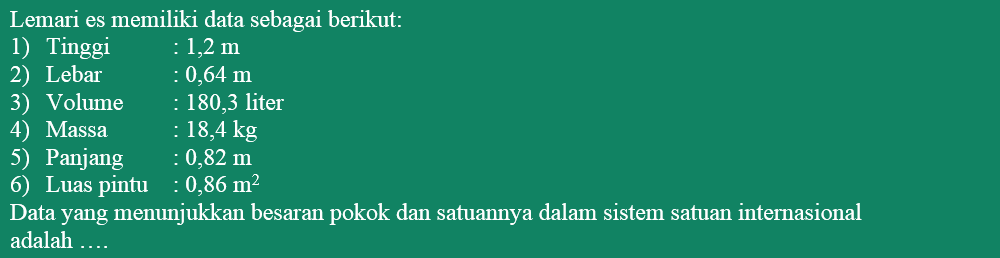 Lemari es memiliki data sebagai berikut:
1) Tinggi : 1,2 m
2) Lebar : 0,64 m
3) Volume : 180,3 liter
4) Massa : 18,4 kg
5) Panjang : 0,82 m
6) Luas pintu : 0,86 m²
Data yang menunjukkan besaran pokok dan satuannya dalam sistem satuan internasional
adalah ….